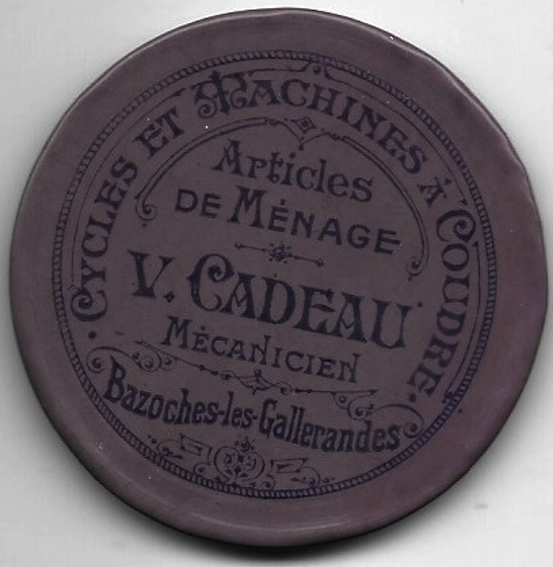 CYCLES ET MACHINES À COUDRE.
Articles
DE MÉNAGE
V. CADEAU
MÉCANICIEN
Bazoches-les-Gallerandes